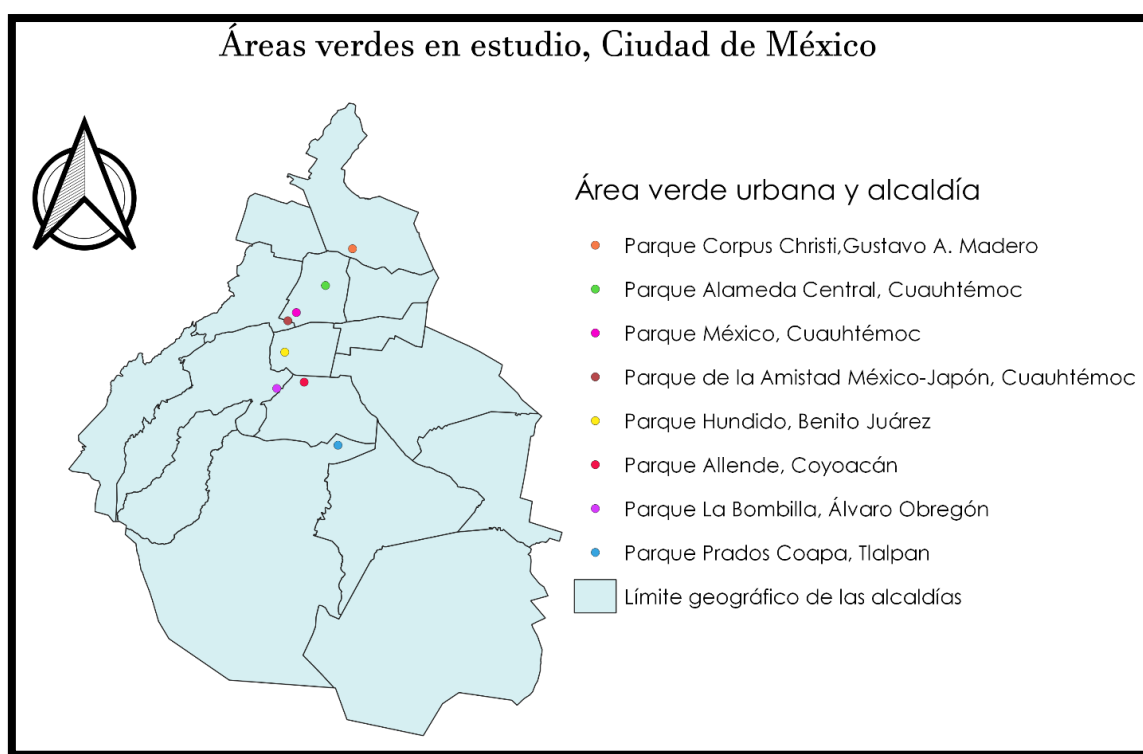 Áreas verdes en estudio, Ciudad de México
Área verde urbana y alcaldía
Parque Corpus Christi,Gustavo A. Madero
Parque Alameda Central, Cuauhtémoc
Parque México, Cuauhtémoc
Parque de la Amistad México-Japón, Cuauhtémoc
Parque Hundido, Benito Juárez
Parque Allende, Coyoacán
Parque La Bombilla, Álvaro Obregón
Parque Prados Coapa, Tlalpan
Límite geográfico de las alcaldías